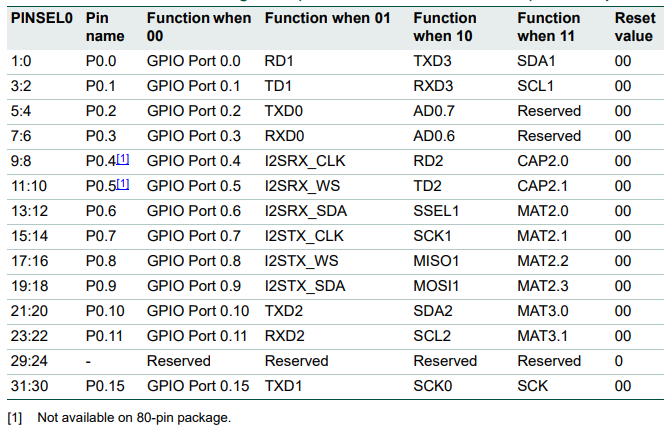 PINSEL0 Pin name Function when 00 Function when 01 Function when 10 Function when 11 Reset value
1:0 P0.0 GPIO Port 0.0 RD1 TXD3 SDA1 00
3:2 P0.1 GPIO Port 0.1 TD1 RXD3 SCL1 00
5:4 P0.2 GPIO Port 0.2 TXD0 AD0.7 Reserved 00
7:6 P0.3 GPIO Port 0.3 RXD0 AD0.6 Reserved 00
9:8 P0.4[1] GPIO Port 0.4 I2SRX_CLK RD2 CAP2.0 00
11:10 P0.5[1] GPIO Port 0.5 I2SRX_WS TD2 CAP2.1 00
13:12 P0.6 GPIO Port 0.6 I2SRX_SDA SSEL1 MAT2.0 00
15:14 P0.7 GPIO Port 0.7 I2STX_CLK SCK1 MAT2.1 00
17:16 P0.8 GPIO Port 0.8 I2STX_WS MISO1 MAT2.2 00
19:18 P0.9 GPIO Port 0.9 I2STX_SDA MOSI1 MAT2.3 00
21:20 P0.10 GPIO Port 0.10 TXD2 SDA2 MAT3.0 00
23:22 P0.11 GPIO Port 0.11 RXD2 SCL2 MAT3.1 00
29:24 - Reserved Reserved Reserved Reserved 0
31:30 P0.15 GPIO Port 0.15 TXD1 SCK0 SCK 00
[1] Not available on 80-pin package.